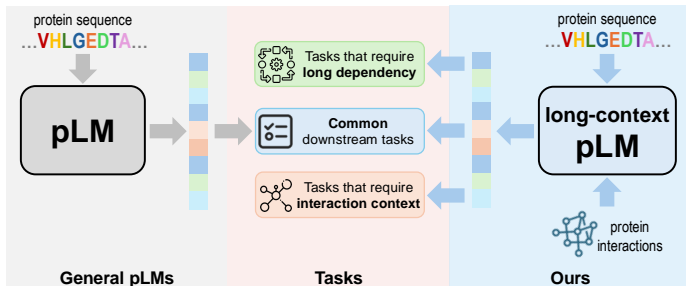 protein sequence
...VHLGEDTA...
pLM
General pLMs
Tasks that require
long dependency
Common
downstream tasks
Tasks that require
interaction context
Tasks
protein sequence
...VHLGEDTA...
long-context
pLM
protein
interactions
Ours